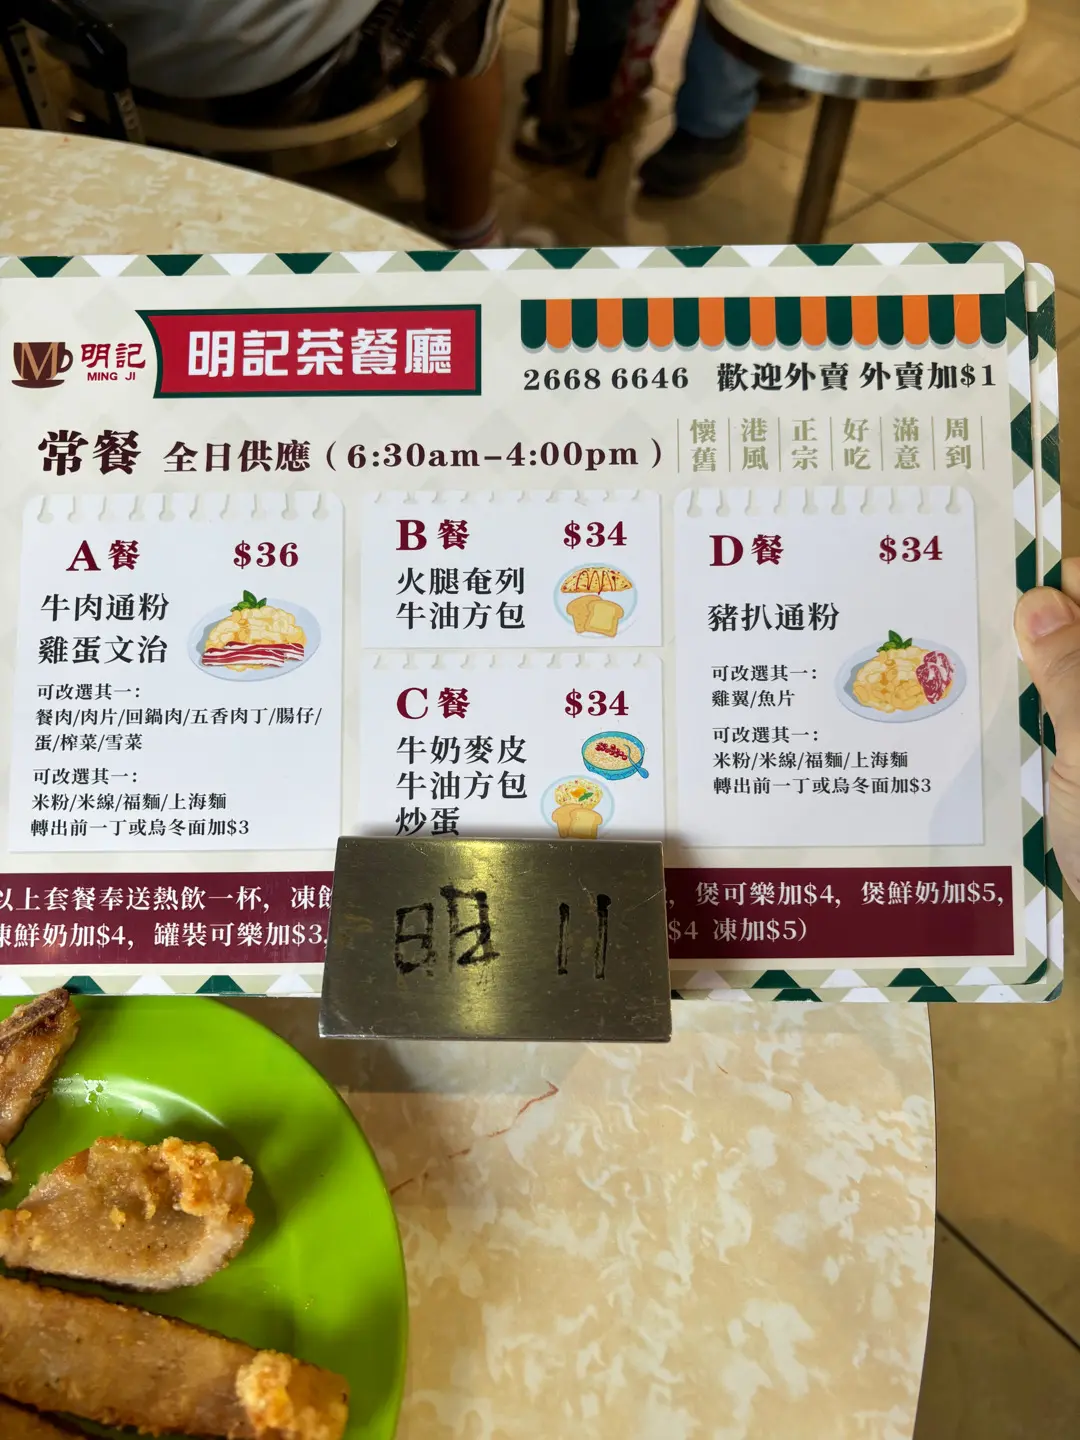 明記
MING JI
明記茶餐廳
2668 6646 歡迎外賣 外賣加$1
常餐 全日供應 (6:30am-4:00pm)
懷舊 港風 正宗 好吃 滿意 周到
A餐 $36
牛肉通粉
雞蛋文治
可改選其一:
餐肉/肉片/回鍋肉/五香肉丁/腸仔/
蛋/榨菜/雪菜
可改選其一:
米粉/米線/福麵/上海麵
轉出前一丁或烏冬面加$3
B餐 $34
火腿奄列
牛油方包
C餐 $34
牛奶麥皮
牛油方包
炒蛋
D餐 $34
豬扒通粉
可改選其一:
雞翼/魚片
可改選其一:
米粉/米線/福麵/上海麵
轉出前一丁或烏冬面加$3
以上套餐奉送熱飲一杯, 凍飲 , 煲可樂加$4, 煲鮮奶加$5,
凍鮮奶加$4, 罐裝可樂加$3, $4 凍加$5)
明 11